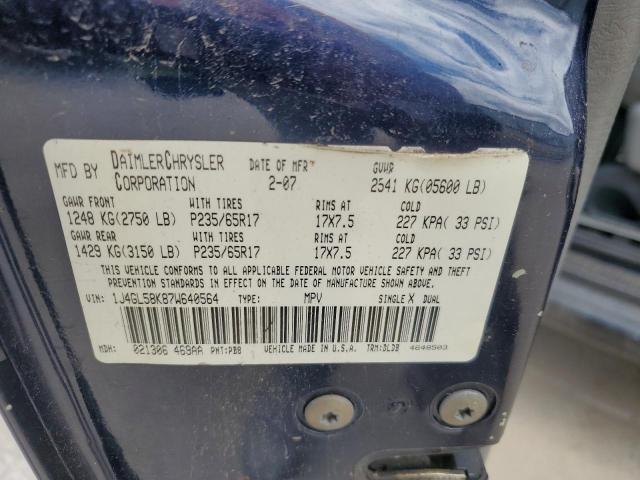 MFD BY DAIMLERCHRYSLER CORPORATION DATE OF MFR 2-07 GVWR 2541 KG(05600 LB)
GAWR FRONT WITH TIRES RIMS AT COLD
1248 KG(2750 LB) P235/65R17 17X7.5 227 KPA( 33 PSI)
GAWR REAR WITH TIRES RIMS AT COLD
1429 KG(3150 LB) P235/65R17 17X7.5 227 KPA( 33 PSI)
THIS VEHICLE CONFORMS TO ALL APPLICABLE FEDERAL MOTOR VEHICLE SAFETY AND THEFT
PREVENTION STANDARDS IN EFFECT ON THE DATE OF MANUFACTURE SHOWN ABOVE.
VIN: 1J4GL58K87W640564 TYPE: MPV SINGLE X DUAL
MDH: 021306 469AA PNT:PB8 VEHICLE MADE IN U.S.A. TRM:DLDB 4648503